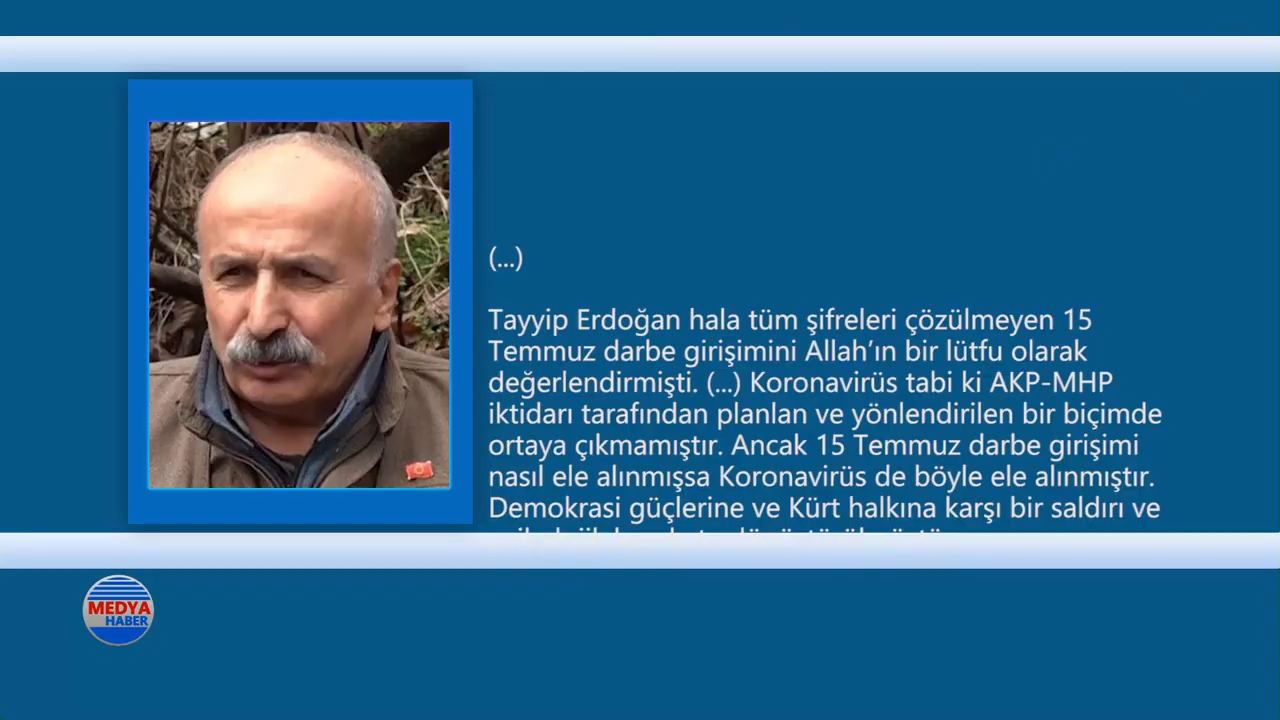 (...)
Tayyip Erdoğan hala tüm şifreleri çözülmeyen 15
Temmuz darbe girişimini Allah’ın bir lütfu olarak
değerlendirmişti. (...) Koronavirüs tabi ki AKP-MHP
iktidarı tarafından planlan ve yönlendirilen bir biçimde
ortaya çıkmamıştır. Ancak 15 Temmuz darbe girişimi
nasıl ele alınmışsa Koronavirüs de böyle ele alınmıştır.
Demokrasi güçlerine ve Kürt halkına karşı bir saldırı ve
MEDYA
HABER